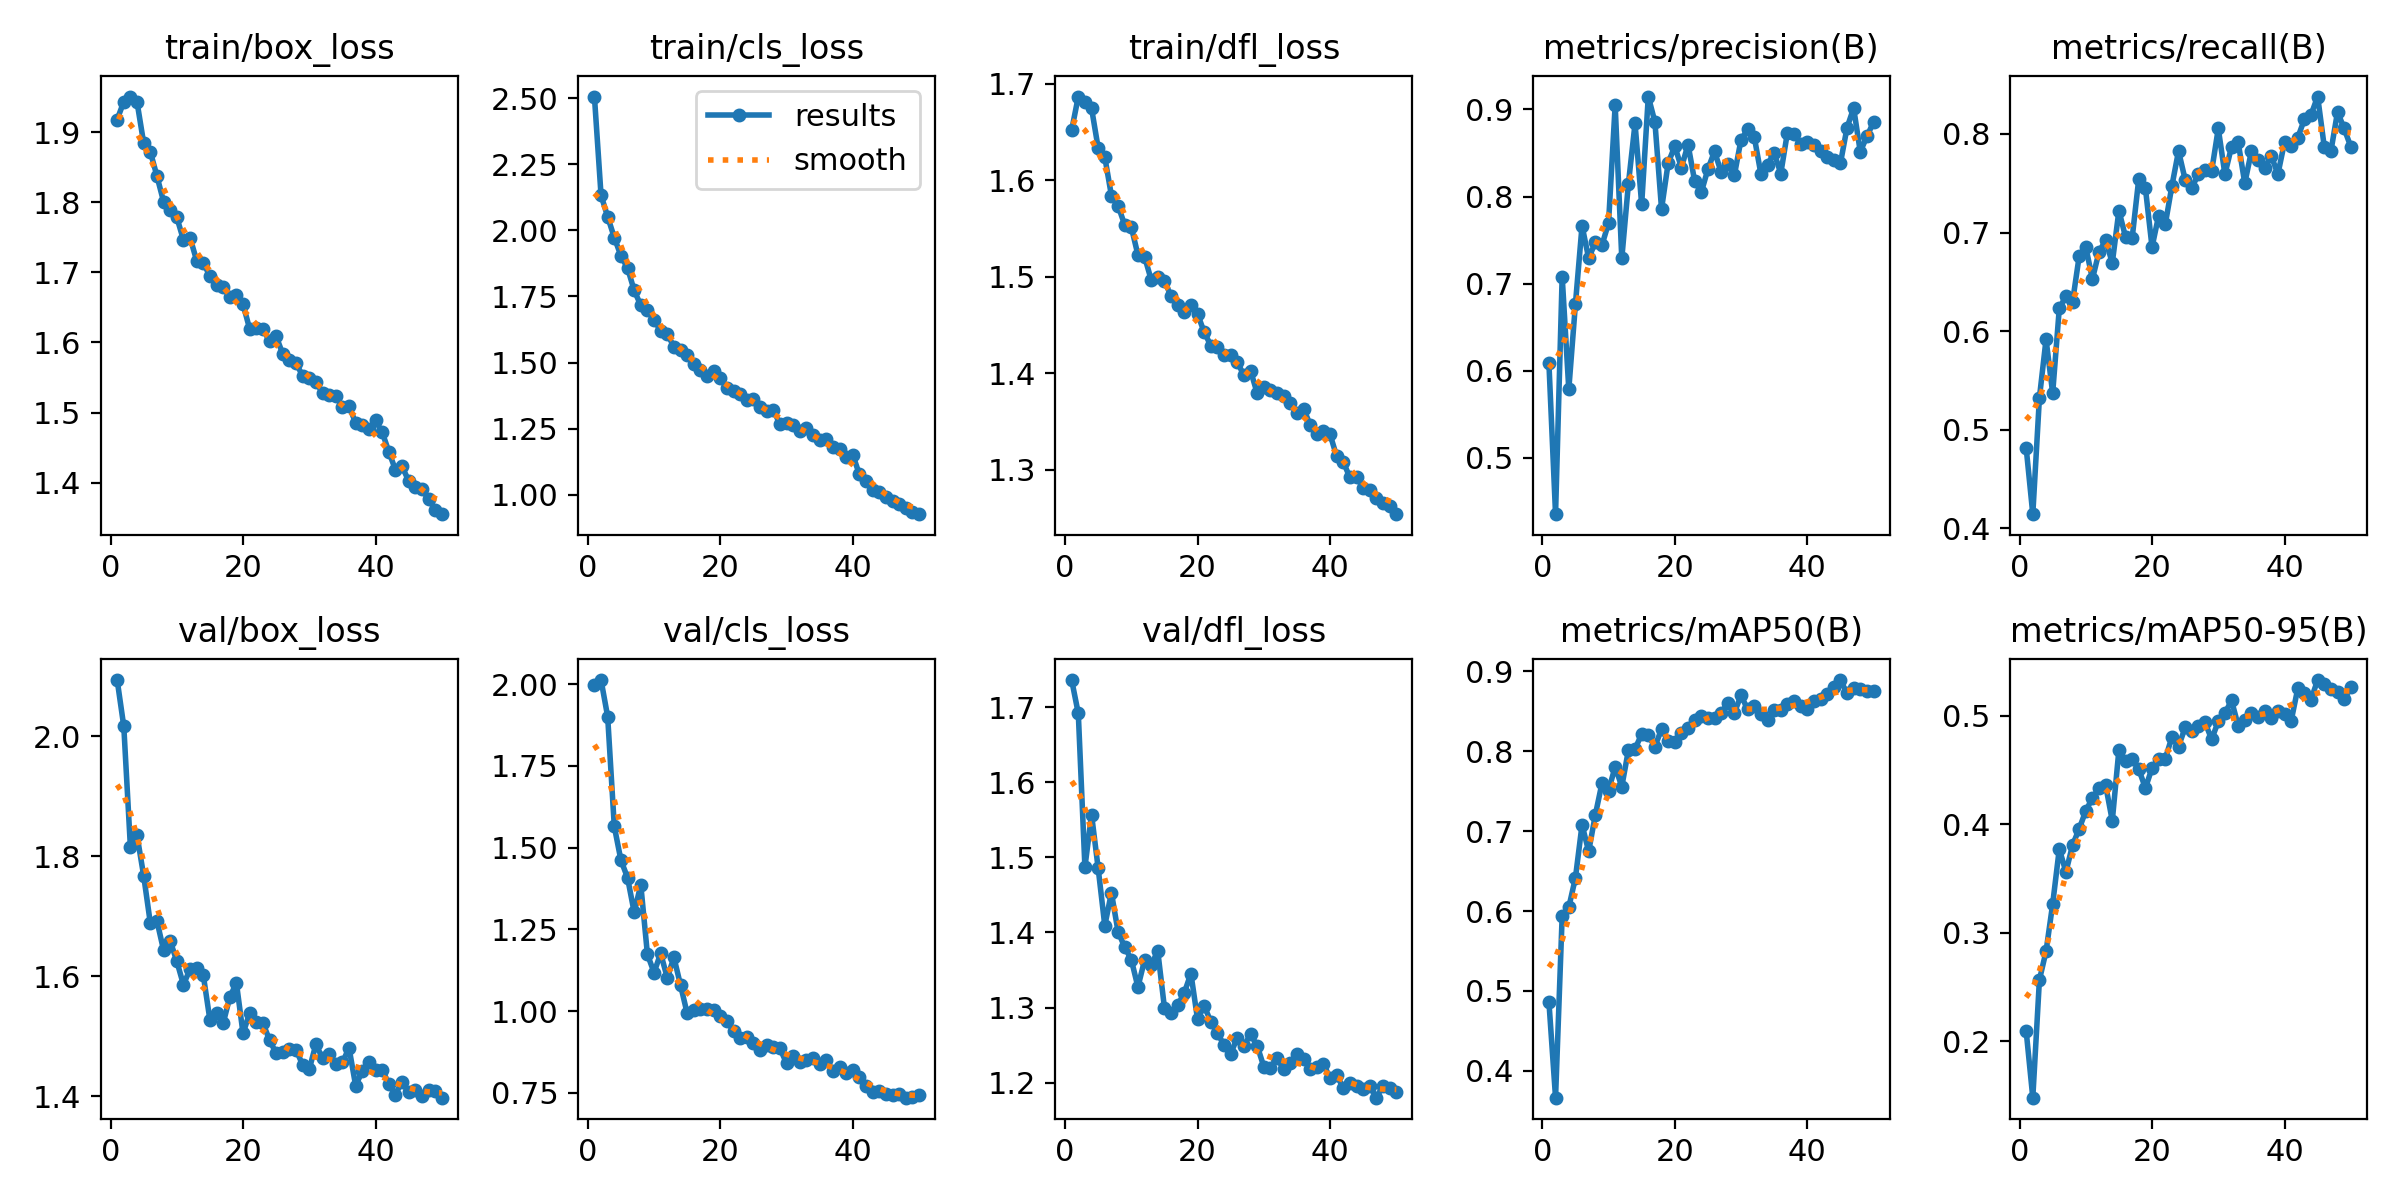 train/box_loss
train/cls_loss
train/dfl_loss
metrics/precision(B)
metrics/recall(B)
1.9
1.8
1.7
1.6
1.5
1.4
0 20 40
2.50
2.25
2.00
1.75
1.50
1.25
1.00
0 20 40
results
smooth
1.7
1.6
1.5
1.4
1.3
0 20 40
0.9
0.8
0.7
0.6
0.5
0 20 40
0.8
0.7
0.6
0.5
0.4
0 20 40
val/box_loss
val/cls_loss
val/dfl_loss
metrics/mAP50(B)
metrics/mAP50-95(B)
2.0
1.8
1.6
1.4
0 20 40
2.00
1.75
1.50
1.25
1.00
0.75
0 20 40
1.7
1.6
1.5
1.4
1.3
1.2
0 20 40
0.9
0.8
0.7
0.6
0.5
0.4
0 20 40
0.5
0.4
0.3
0.2
0 20 40